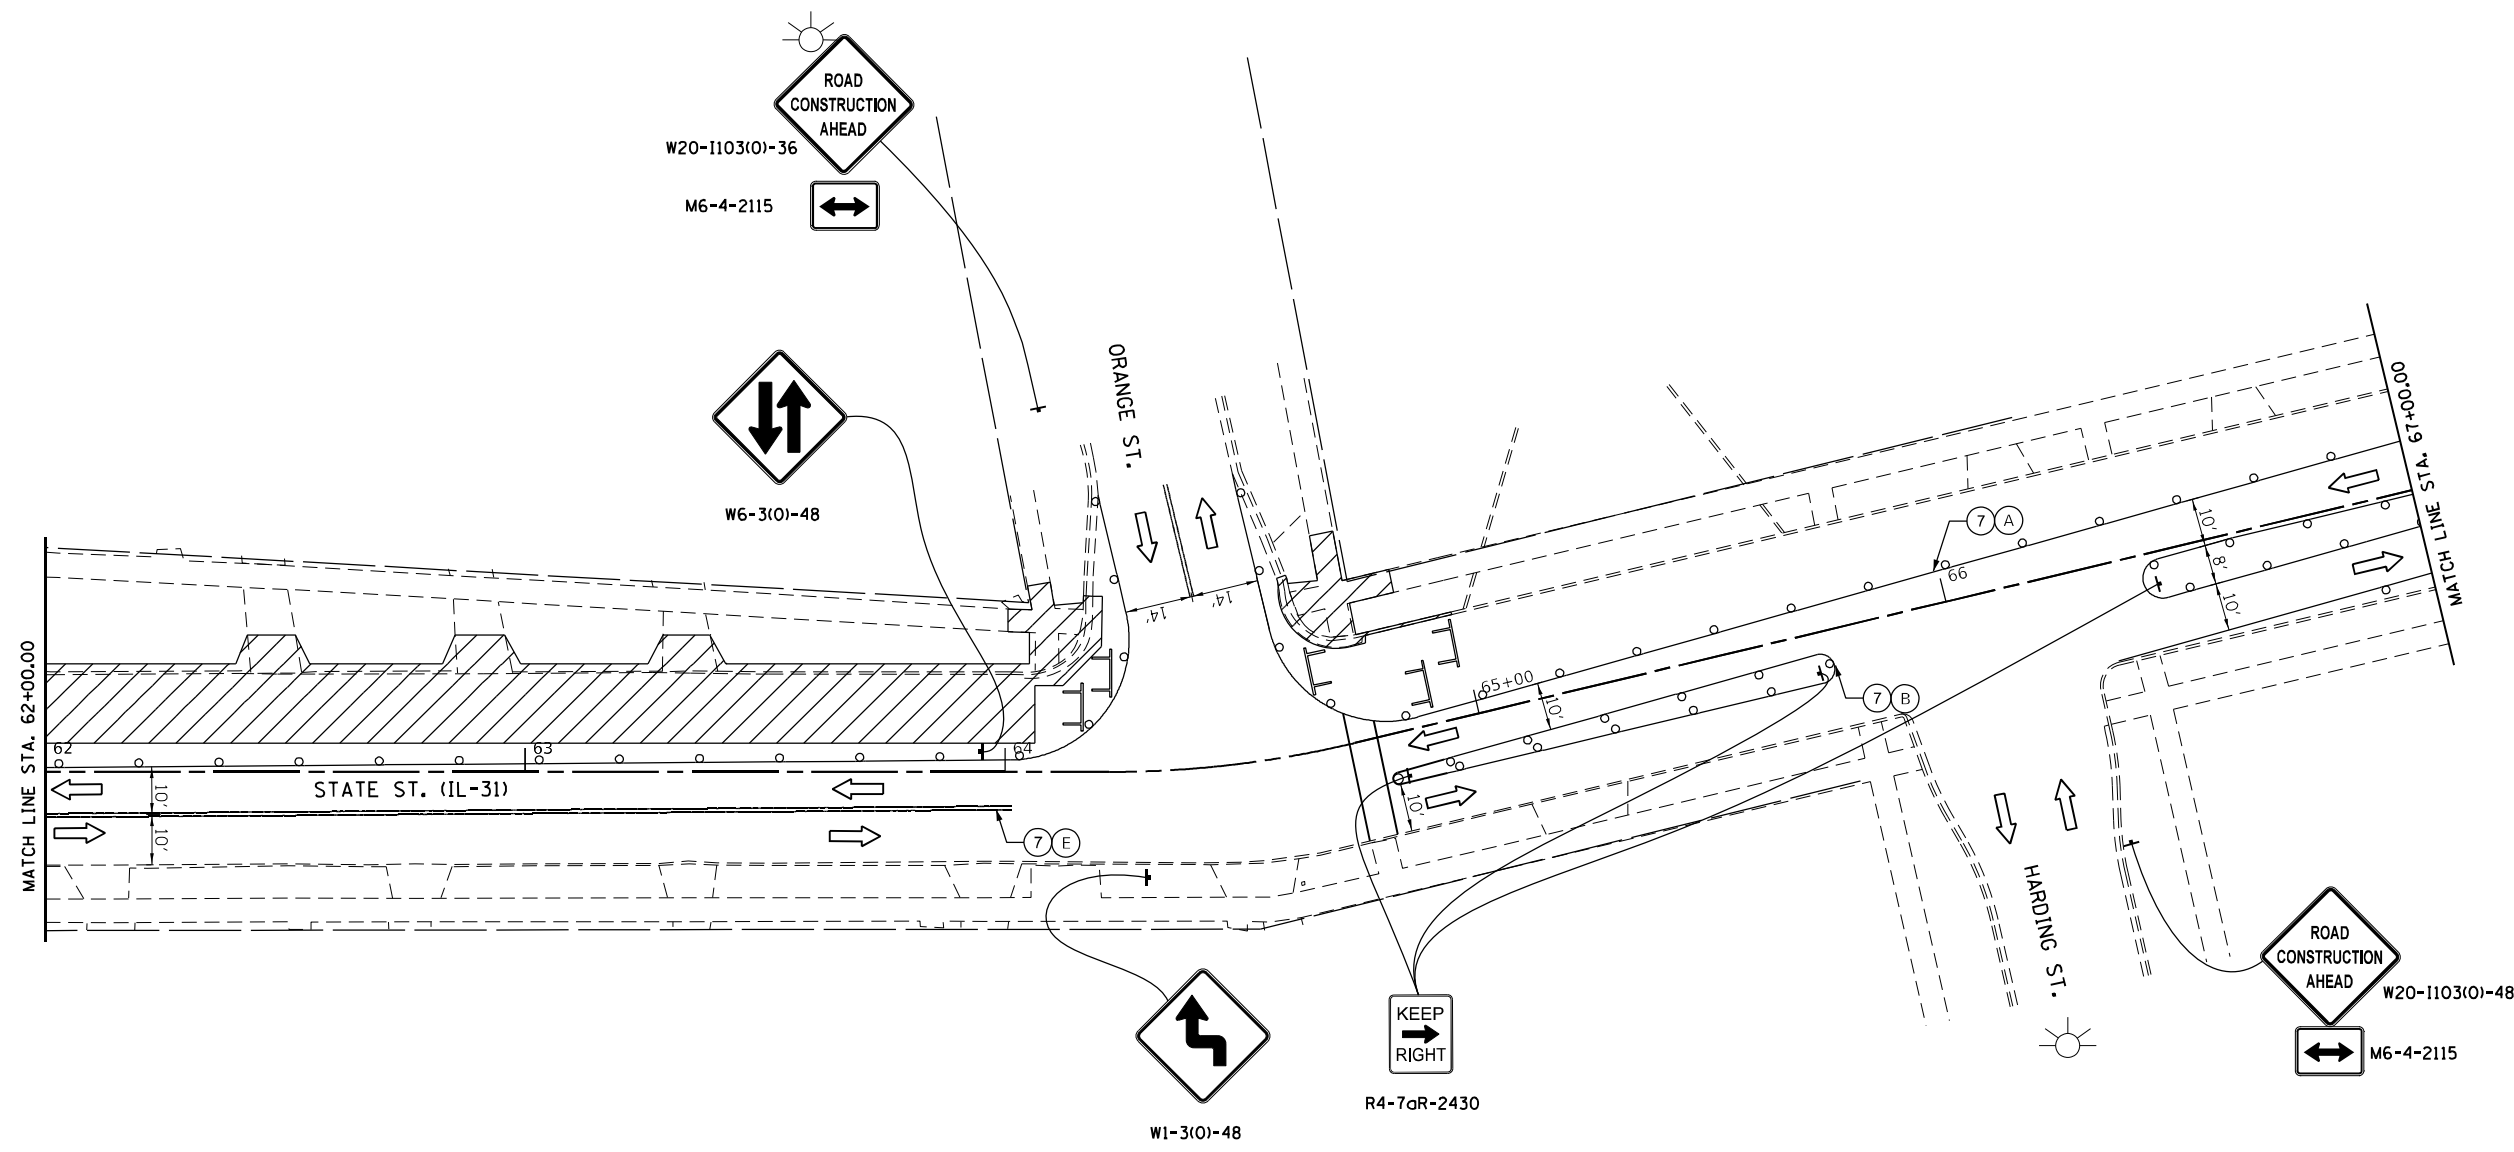 ROAD
CONSTRUCTION
AHEAD
W20-I103(O)-36
M6-4-2115
W6-3(O)-48
ORANGE ST.
14'
14'
MATCH LINE STA. 62+00.00
62
63
64
10'
10'
STATE ST. (IL-31)
7 E
65+00
10'
10'
66
7 A
7 B
10'
8'
10'
MATCH LINE STA. 67+00.00
HARDING ST.
ROAD
CONSTRUCTION
AHEAD
W20-I103(O)-48
M6-4-2115
KEEP
RIGHT
R4-7aR-2430
W1-3(O)-48